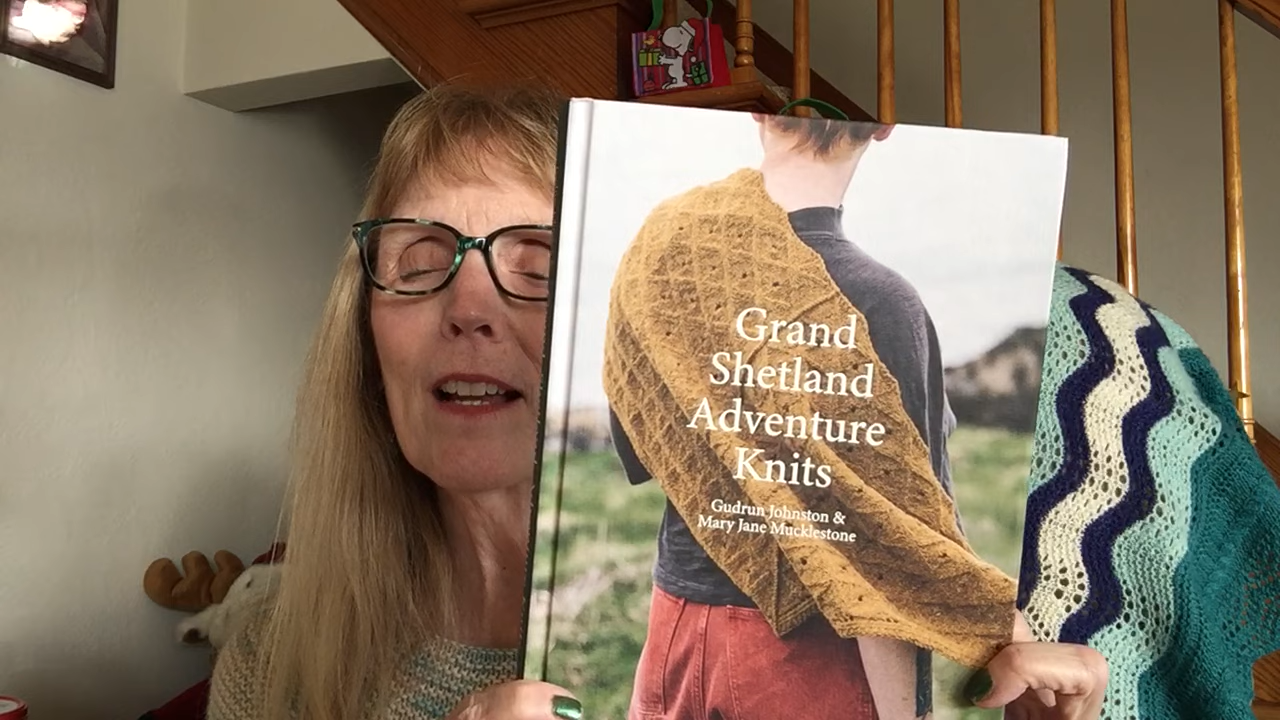 Grand
Shetland
Adventure
Knits
Gudrun Johnston &
Mary Jane Mucklestone